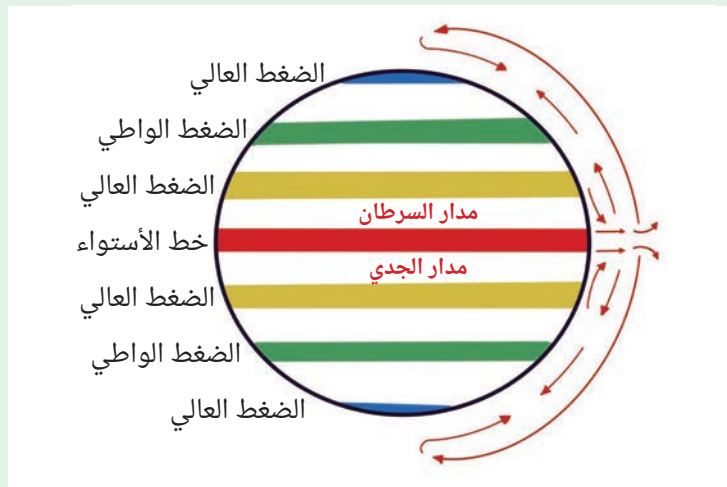 الضغط العالي
الضغط الواطي
الضغط العالي
مدار السرطان
خط الأستواء
مدار الجدي
الضغط العالي
الضغط الواطي
الضغط العالي